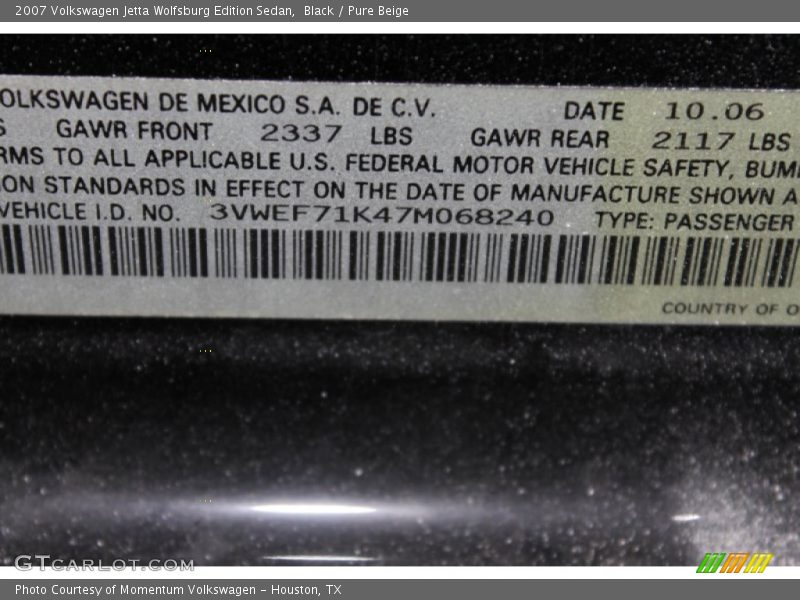 2007 Volkswagen Jetta Wolfsburg Edition Sedan,  Black / Pure Beige
OLKSWAGEN DE MEXICO S.A. DE C.V. DATE 10.06
S GAWR FRONT 2337 LBS GAWR REAR 2117 LBS
RMS TO ALL APPLICABLE U.S. FEDERAL MOTOR VEHICLE SAFETY, BUM
ON STANDARDS IN EFFECT ON THE DATE OF MANUFACTURE SHOWN A
VEHICLE I.D. NO. 3VWEF71K47M068240 TYPE: PASSENGER
COUNTRY OF O
GTCARLOT.COM
Photo Courtesy of Momentum Volkswagen - Houston, TX